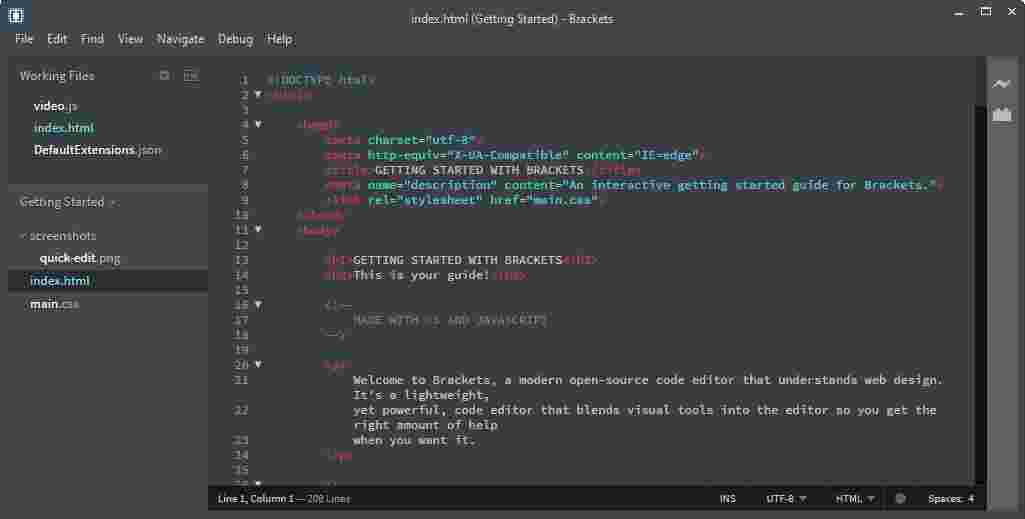 index.html (Getting Started) - Brackets
File Edit Find View Navigate Debug Help
Working Files
video.js
index.html
DefaultExtensions.json
Getting Started
screenshots
quick-edit.png
index.html
main.css
1 <!DOCTYPE html>
2 <html>
3
4 <head>
5 <meta charset="utf-8">
6 <meta http-equiv="X-UA-Compatible" content="IE=edge">
7 <title>GETTING STARTED WITH BRACKETS</title>
8 <meta name="description" content="An interactive getting started guide for Brackets.">
9 <link rel="stylesheet" href="main.css">
10 </head>
11 <body>
12
13 <h1>GETTING STARTED WITH BRACKETS</h1>
14 <h2>This is your guide!</h2>
15
16 <!--
17 MADE WITH <3 AND JAVASCRIPT
18 -->
19
20 <p>
21 Welcome to Brackets, a modern open-source code editor that understands web design.
It's a lightweight,
22 yet powerful, code editor that blends visual tools into the editor so you get the
right amount of help
23 when you want it.
24 </p>
25
26
Line 1, Column 1 — 208 Lines INS UTF-8 HTML Spaces: 4